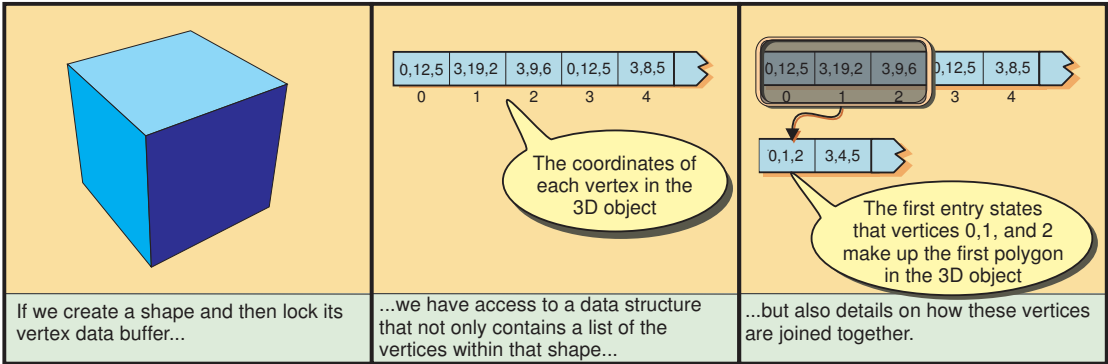 If we create a shape and then lock its
vertex data buffer...
0,12,5 3,19,2 3,9,6 0,12,5 3,8,5
0 1 2 3 4
The coordinates of
each vertex in the
3D object
...we have access to a data structure
that not only contains a list of the
vertices within that shape...
0,12,5 3,19,2 3,9,6 0,12,5 3,8,5
0 1 2 3 4
0,1,2 3,4,5
The first entry states
that vertices 0,1, and 2
make up the first polygon
in the 3D object
...but also details on how these vertices
are joined together.